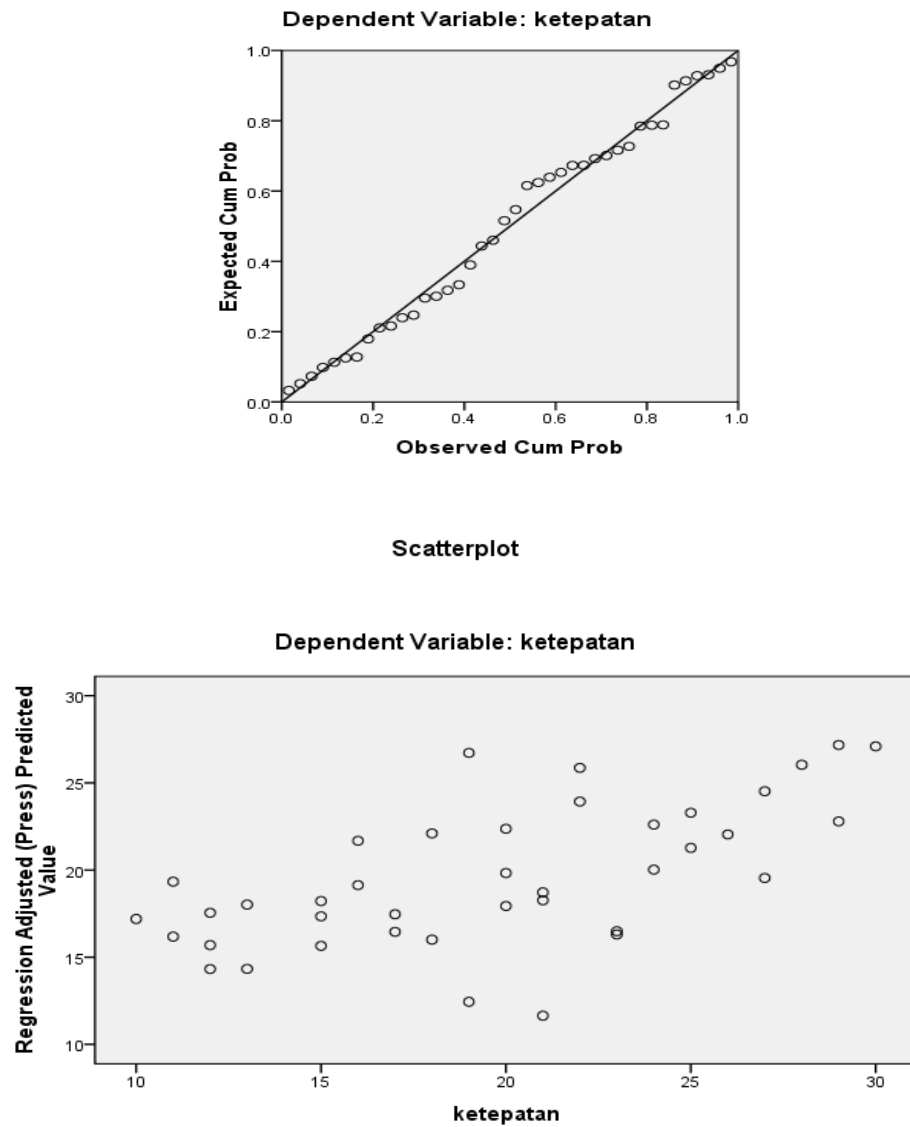 Dependent Variable: ketepatan
Expected Cum Prob
1.0
0.8
0.6
0.4
0.2
0.0
0.0 0.2 0.4 0.6 0.8 1.0
Observed Cum Prob
Scatterplot
Dependent Variable: ketepatan
Regression Adjusted (Press) Predicted
Value
30
25
20
15
10
10 15 20 25 30
ketepatan